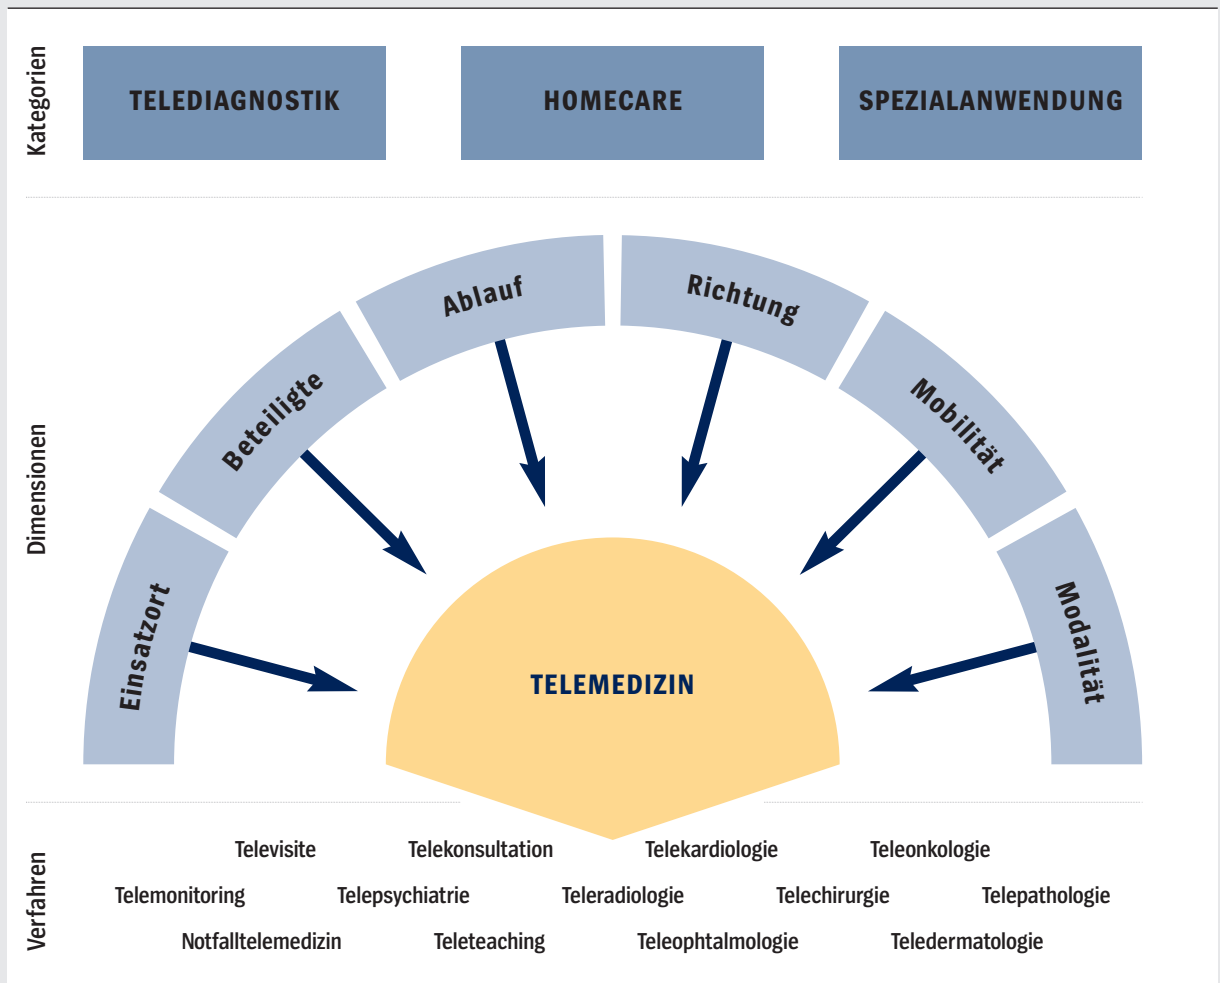 Kategorien
TELEDIAGNOSTIK
HOMECARE
SPEZIALANWENDUNG
Dimensionen
Einsatzort
Beteiligte
Ablauf
Richtung
Mobilität
Modalität
TELEMEDIZIN
Verfahren
Televisite Telekonsultation Telekardiologie Teleonkologie
Telemonitoring Telepsychiatrie Teleradiologie Telechirurgie Telepathologie
Notfalltelemedizin Teleteaching Teleophtalmologie Teledermatologie